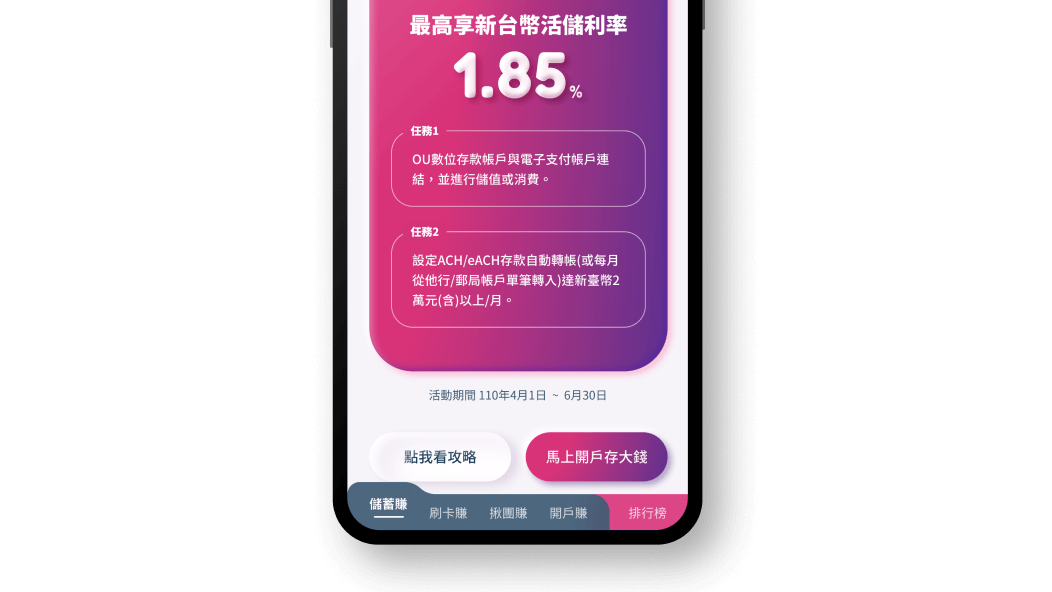 最高享新台幣活儲利率
1.85%
任務1
OU數位存款帳戶與電子支付帳戶連
結，並進行儲值或消費。
任務2
設定ACH/eACH存款自動轉帳(或每月
從他行/郵局帳戶單筆轉入)達新臺幣2
萬元(含)以上/月。
活動期間 110年4月1日 ~ 6月30日
點我看攻略
馬上開戶存大錢
儲蓄賺
刷卡賺
揪團賺
開戶賺
排行榜